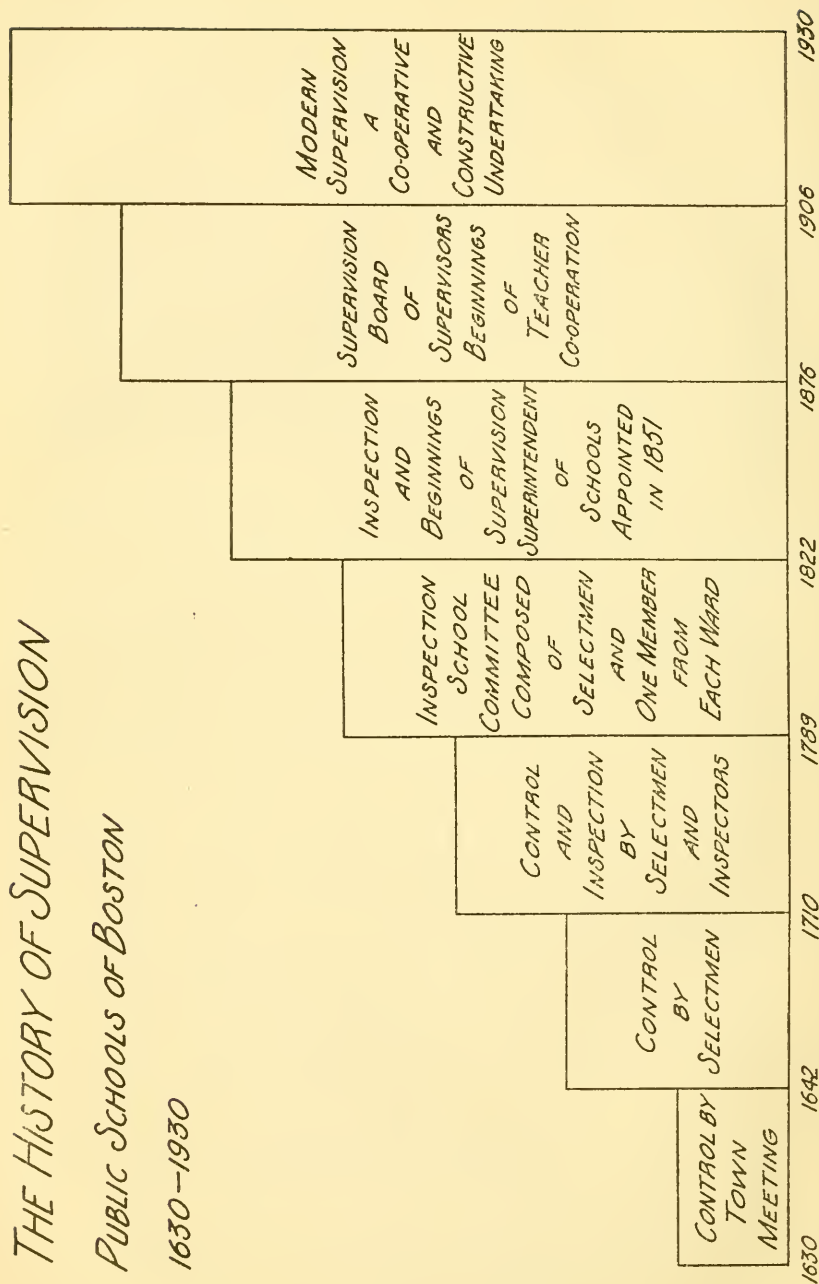 THE HISTORY OF SUPERVISION
PUBLIC SCHOOLS OF BOSTON
1630—1930
CONTROL BY
TOWN
MEETING
CONTROL
BY
SELECTMEN
CONTROL
AND
INSPECTION
BY
SELECTMEN
AND
INSPECTORS
INSPECTION
SCHOOL
COMMITTEE
COMPOSED
OF
SELECTMEN
AND
ONE MEMBER
FROM
EACH WARD
INSPECTION
AND
BEGINNINGS
OF
SUPERVISION
SUPERINTENDENT
OF
SCHOOLS
APPOINTED
IN 1851
SUPERVISION
BOARD
OF
SUPERVISORS
BEGINNINGS
OF
TEACHER
CO-OPERATION
MODERN
SUPERVISION
A
CO-OPERATIVE
AND
CONSTRUCTIVE
UNDERTAKING
1630 1642 1710 1789 1822 1876 1906 1930